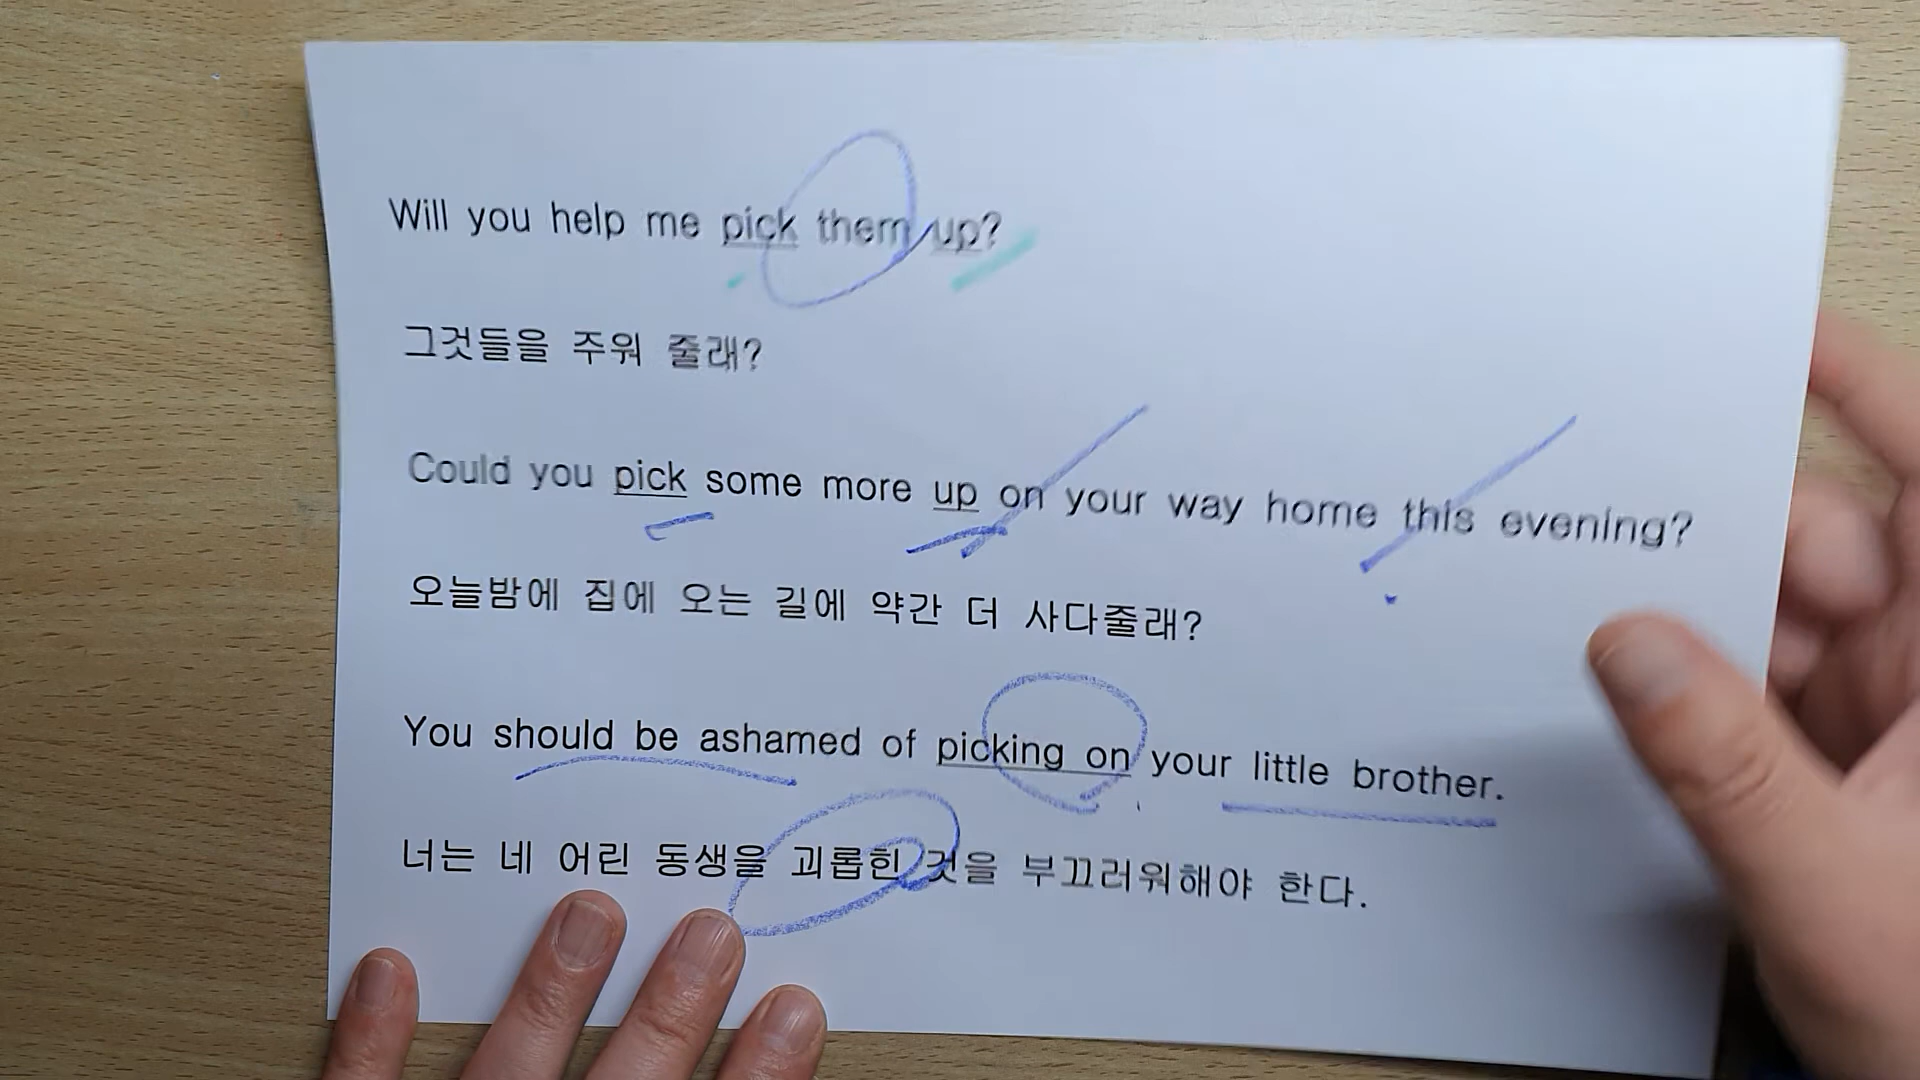 Will you help me pick them up?
그것들을 주워 줄래?
Could you pick some more up on your way home this evening?
오늘밤에 집에 오는 길에 약간 더 사다줄래?
You should be ashamed of picking on your little brother.
너는 네 어린 동생을 괴롭힌 것을 부끄러워해야 한다.